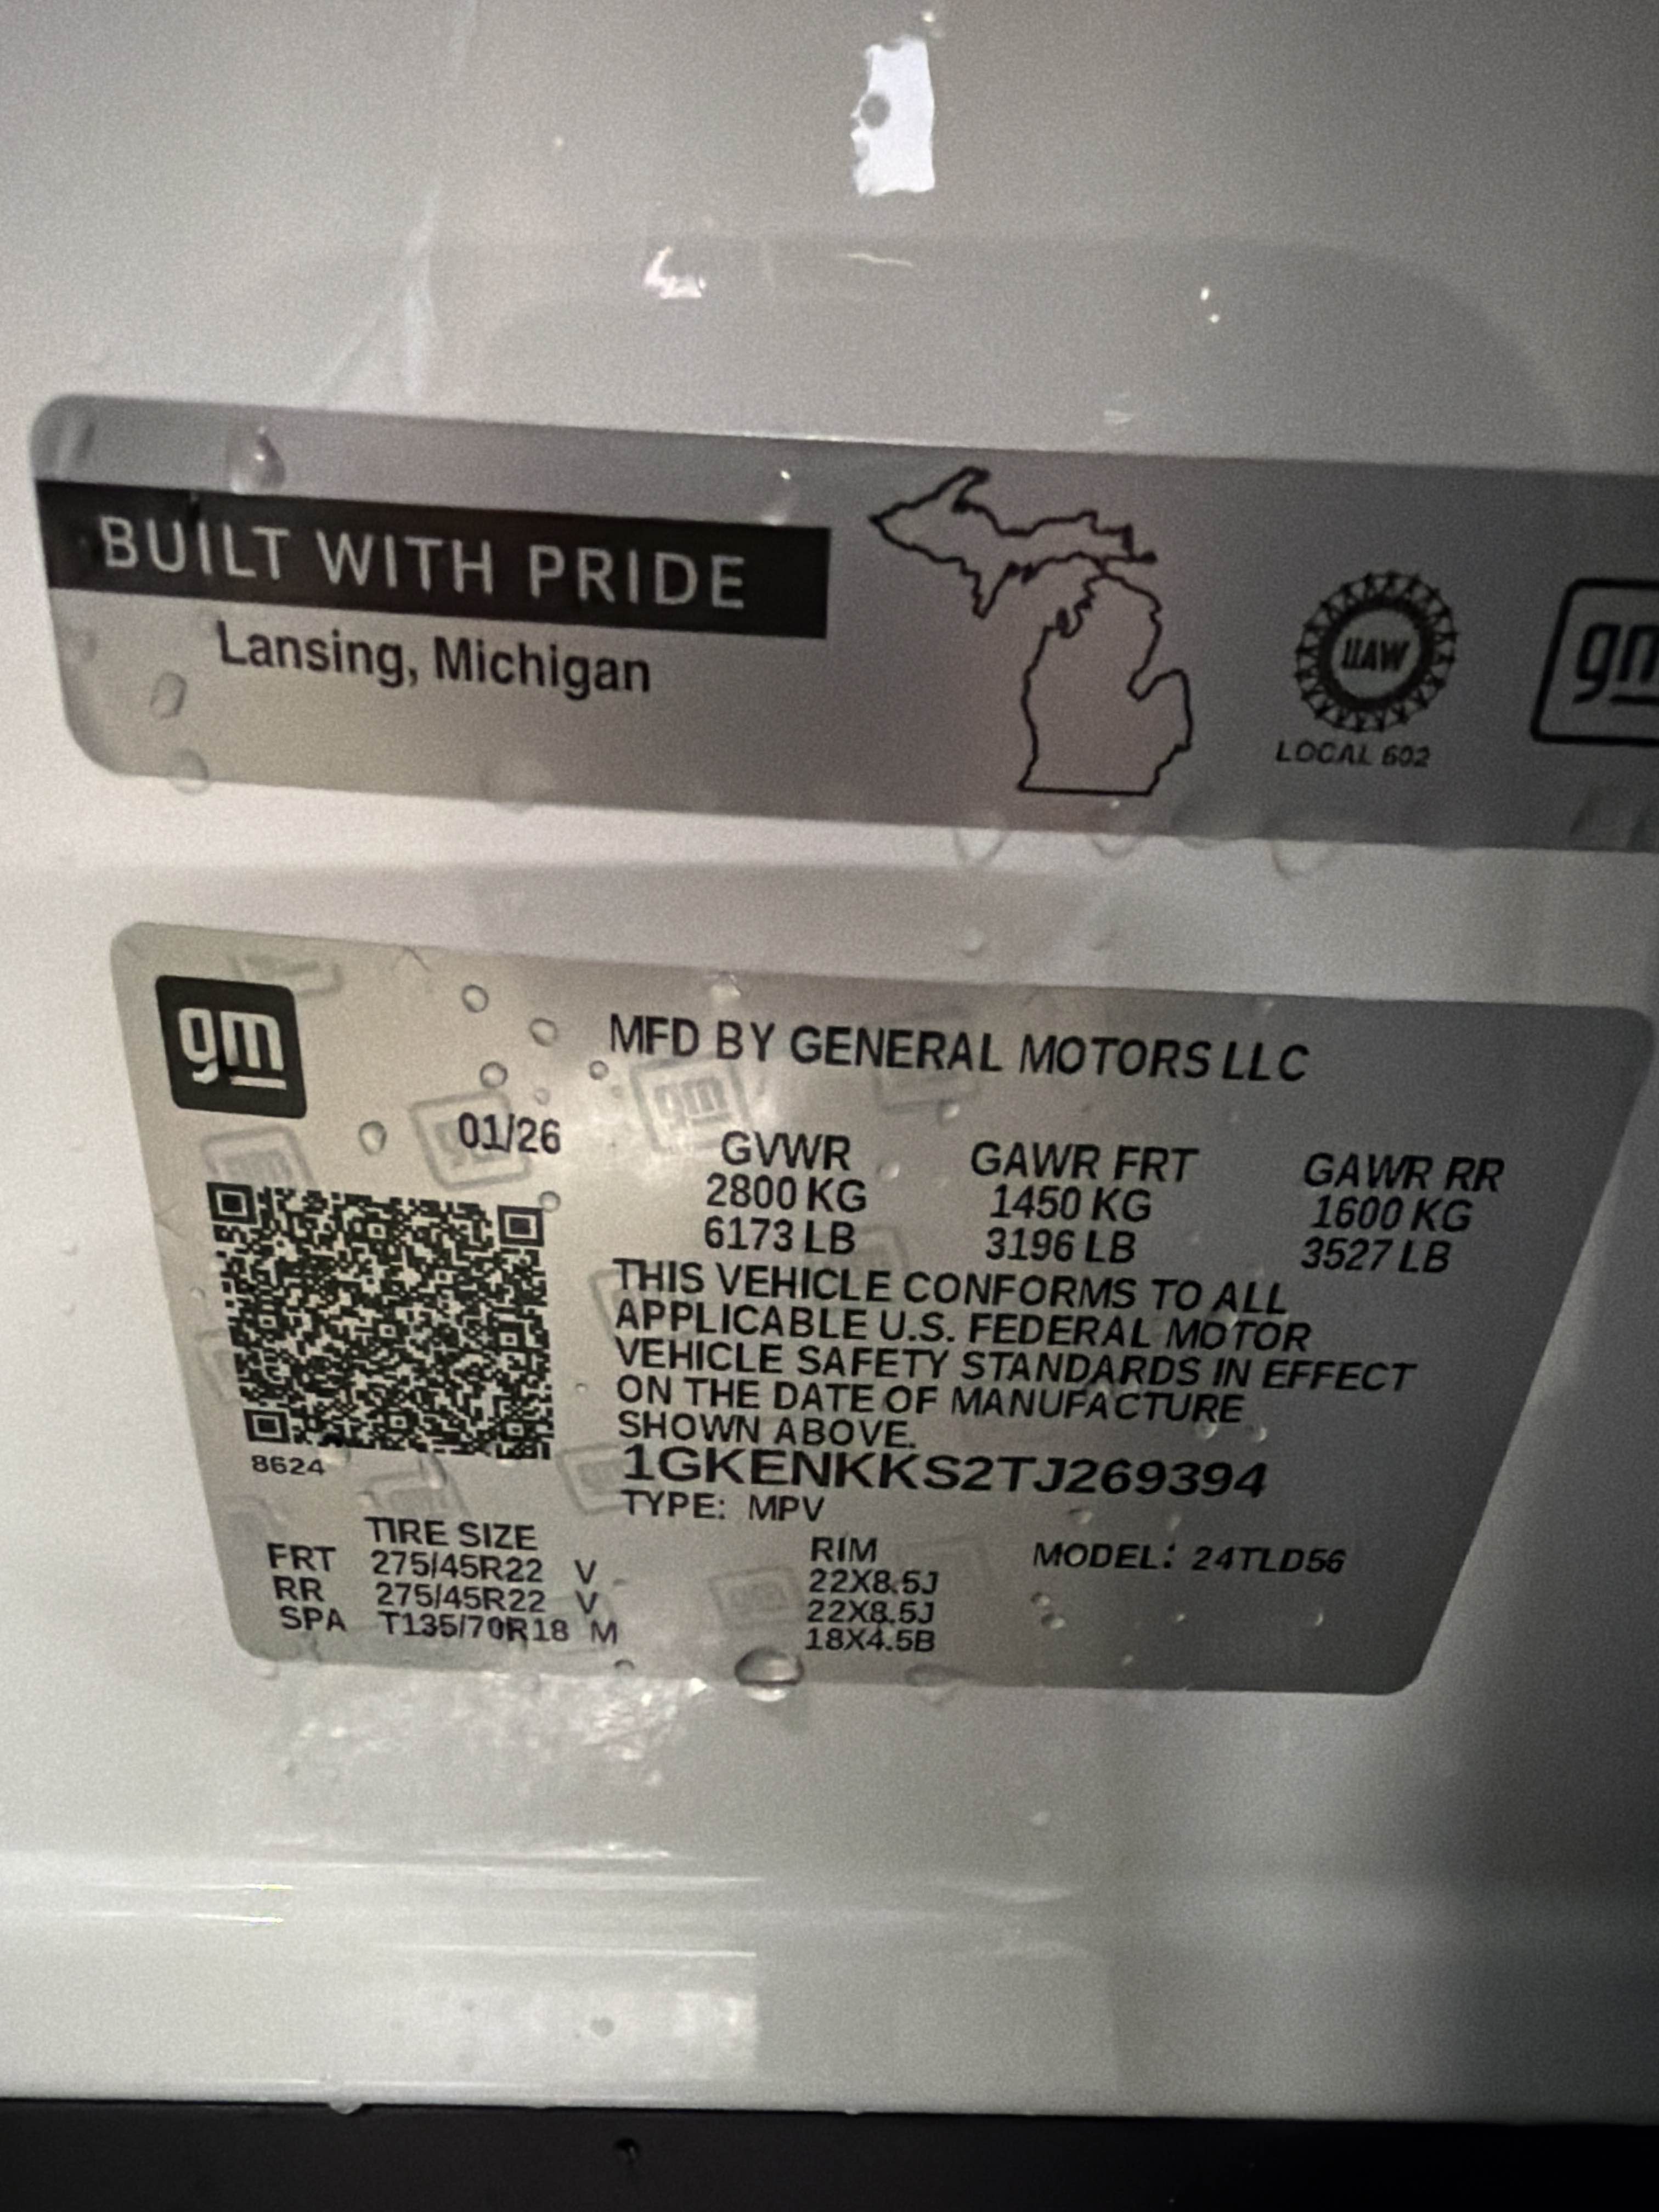 BUILT WITH PRIDE
Lansing, Michigan
UAW
LOCAL 602
gm
gm
MFD BY GENERAL MOTORS LLC
01/26
GVWR GAWR FRT GAWR RR
2800 KG 1450 KG 1600 KG
6173 LB 3196 LB 3527 LB
THIS VEHICLE CONFORMS TO ALL
APPLICABLE U.S. FEDERAL MOTOR
VEHICLE SAFETY STANDARDS IN EFFECT
ON THE DATE OF MANUFACTURE
SHOWN ABOVE.
8624
1GKENKKS2TJ269394
TYPE: MPV
TIRE SIZE RIM MODEL: 24TLD56
FRT 275/45R22 V 22X8.5J
RR 275/45R22 V 22X8.5J
SPA T135/70R18 M 18X4.5B